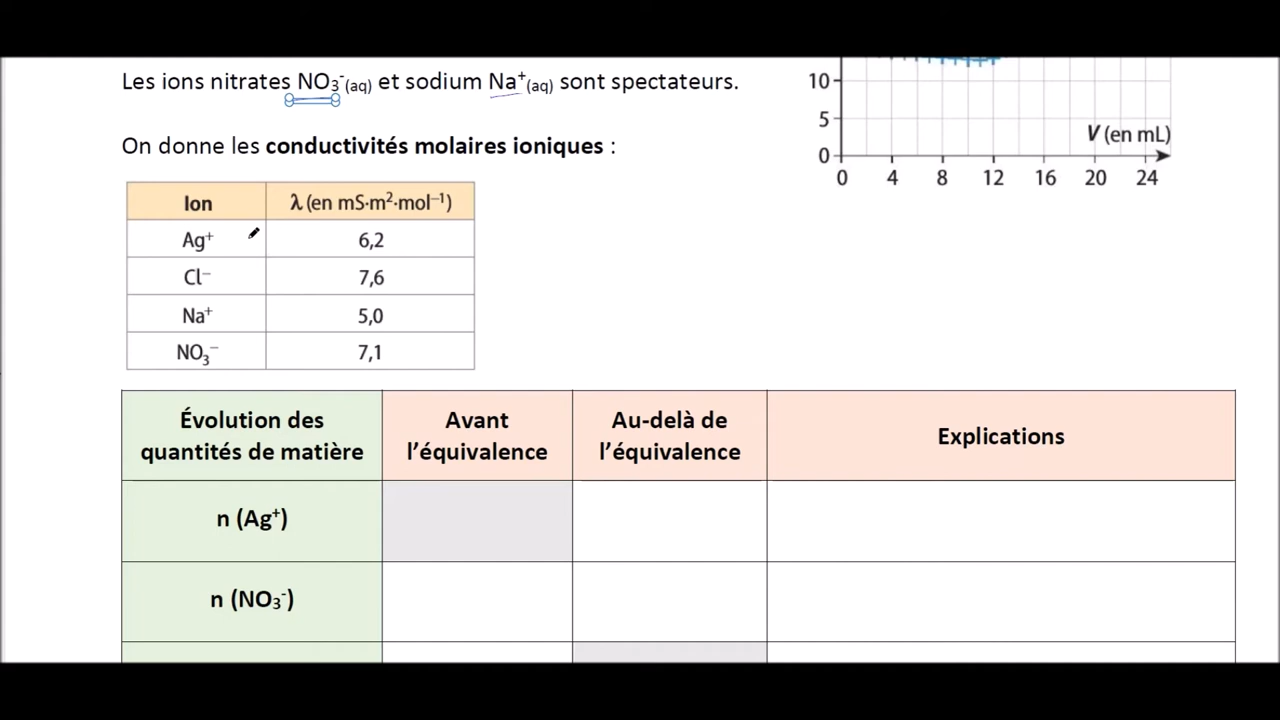 Les ions nitrates NO₃⁻(aq) et sodium Na⁺(aq) sont spectateurs.
On donne les conductivités molaires ioniques :
10
5
0
V (en mL)
0 4 8 12 16 20 24
Ion λ (en mS·m²·mol⁻¹)
Ag⁺ 6,2
Cl⁻ 7,6
Na⁺ 5,0
NO₃⁻ 7,1
Évolution des quantités de matière
Avant l'équivalence
Au-delà de l'équivalence
Explications
n (Ag⁺)
n (NO₃⁻)